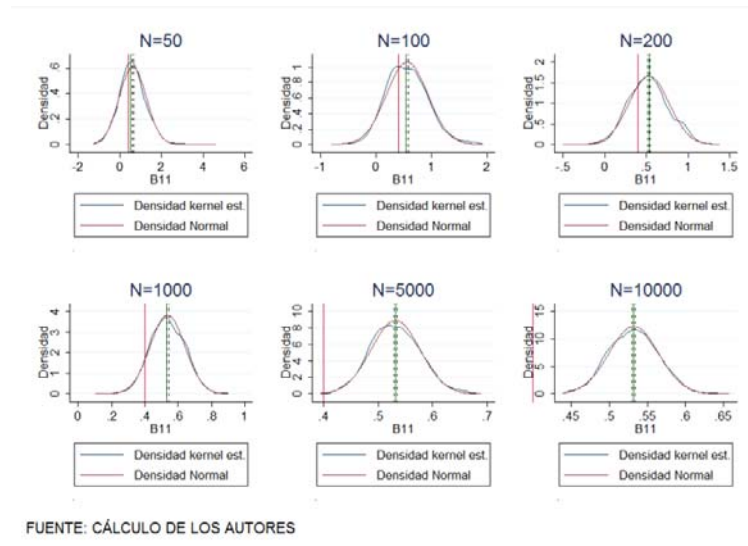 N=50
Densidad
0 .2 .4 .6
-2 0 2 4 6
B11
Densidad kernel est.
Densidad Normal
N=100
Densidad
0 .2 .4 .6 .8 1
-1 0 1 2
B11
Densidad kernel est.
Densidad Normal
N=200
Densidad
0 .5 1 1.5 2
-.5 0 .5 1 1.5
B11
Densidad kernel est.
Densidad Normal
N=1000
Densidad
0 1 2 3 4
0 .2 .4 .6 .8 1
B11
Densidad kernel est.
Densidad Normal
N=5000
Densidad
0 2 4 6 8 10
.4 .5 .6 .7
B11
Densidad kernel est.
Densidad Normal
N=10000
Densidad
0 5 10 15
.45 .5 .55 .6 .65
B11
Densidad kernel est.
Densidad Normal
FUENTE: CÁLCULO DE LOS AUTORES